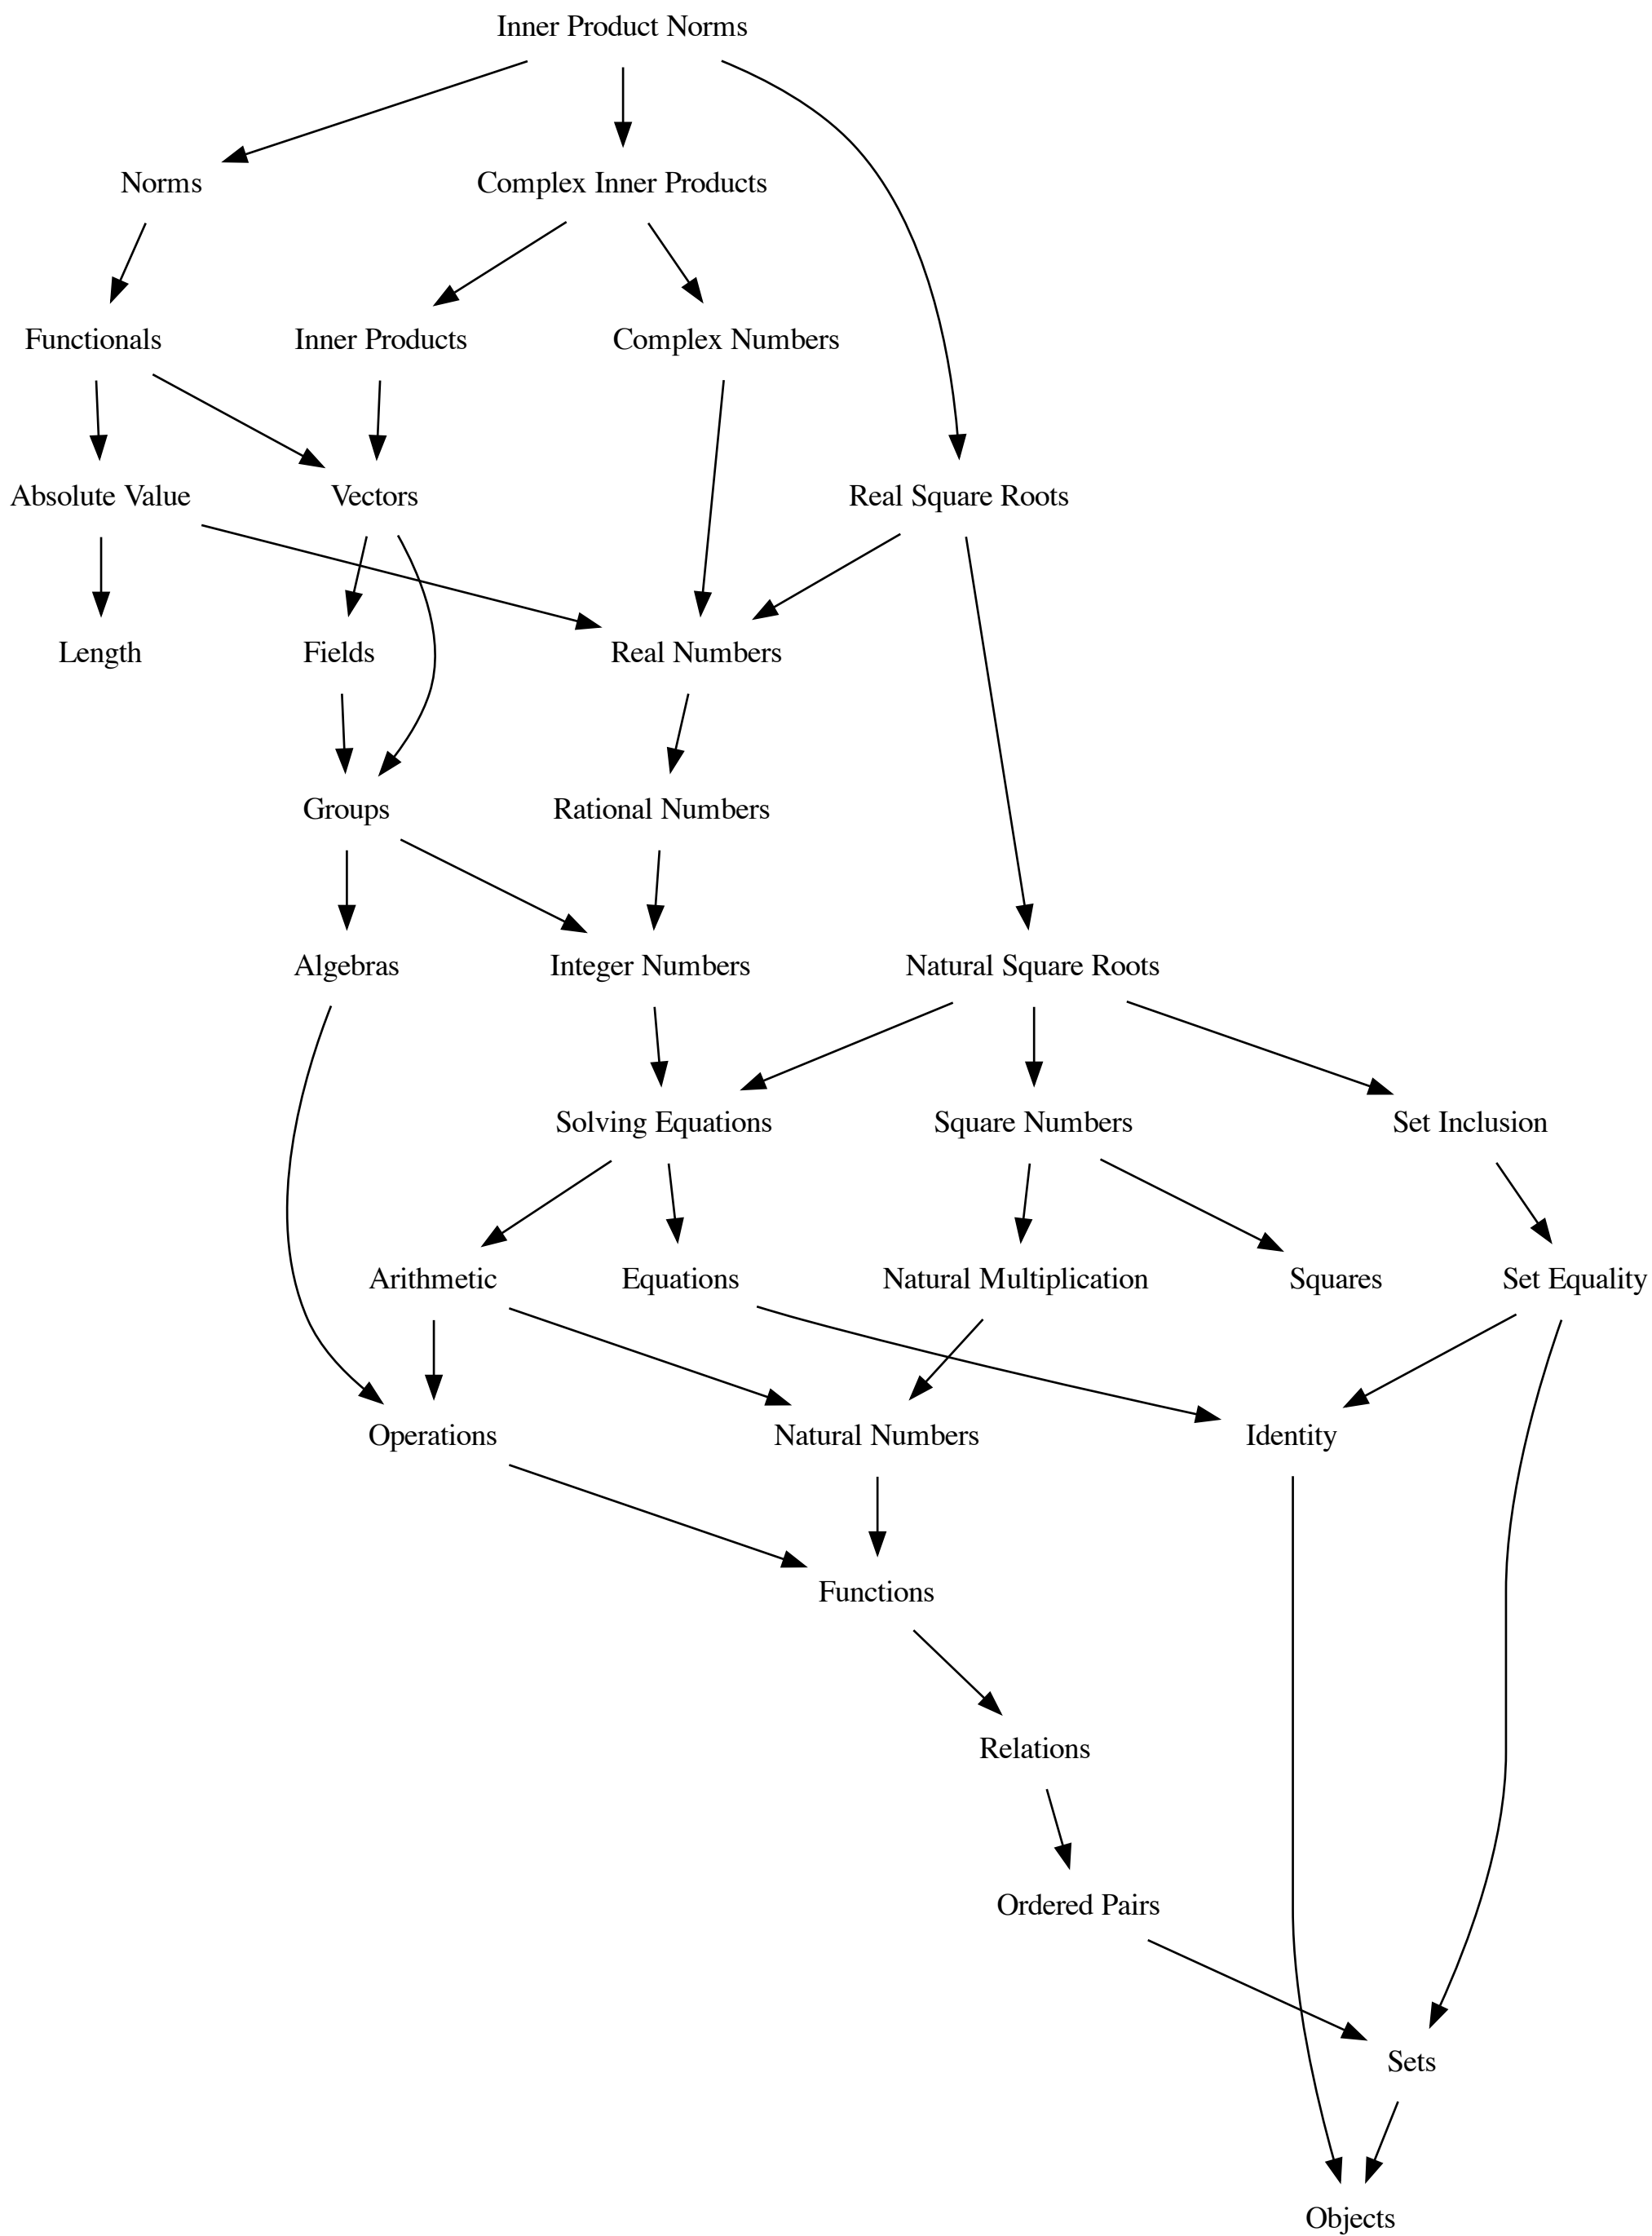 Inner Product Norms
Norms
Complex Inner Products
Functionals
Inner Products
Complex Numbers
Absolute Value
Vectors
Real Square Roots
Length
Fields
Real Numbers
Groups
Rational Numbers
Algebras
Integer Numbers
Natural Square Roots
Solving Equations
Square Numbers
Set Inclusion
Arithmetic
Equations
Natural Multiplication
Squares
Set Equality
Operations
Natural Numbers
Identity
Functions
Relations
Ordered Pairs
Sets
Objects